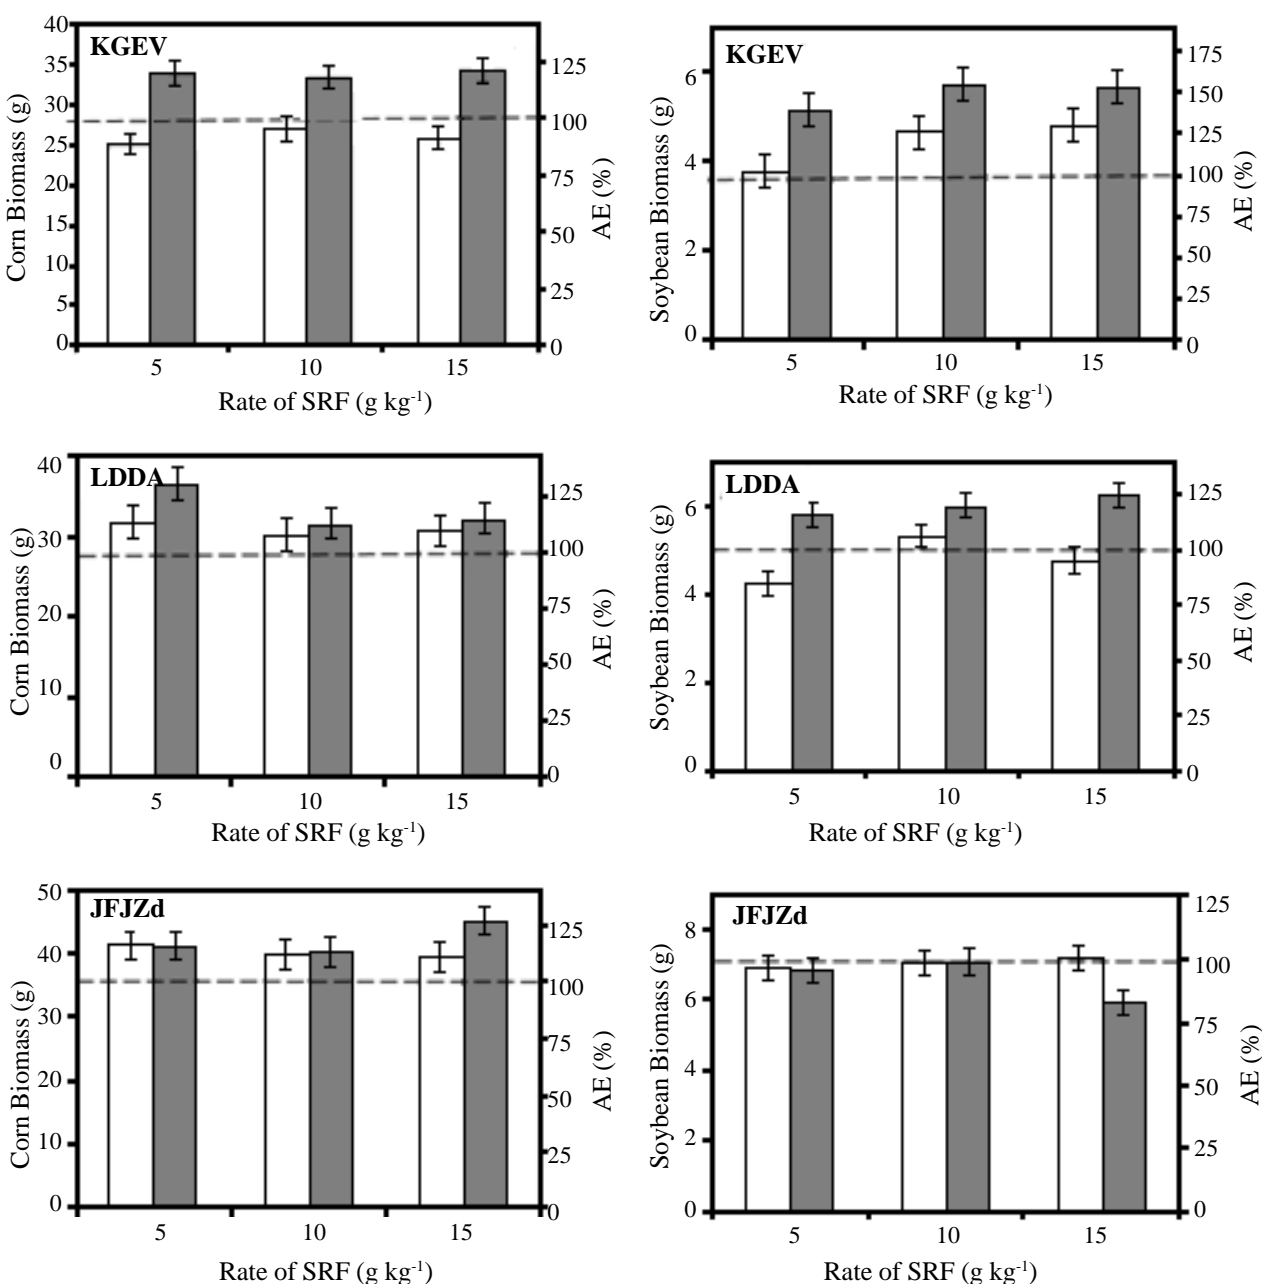 KGEV
Corn Biomass (g)
40
35
30
25
20
15
10
5
0
125
100
75
50
25
0
AE (%)
5 10 15
Rate of SRF (g kg-1)
KGEV
Soybean Biomass (g)
6
4
2
0
175
150
125
100
75
50
25
0
AE (%)
5 10 15
Rate of SRF (g kg-1)
LDDA
Corn Biomass (g)
40
30
20
10
0
125
100
75
50
25
0
AE (%)
5 10 15
Rate of SRF (g kg-1)
LDDA
Soybean Biomass (g)
6
4
2
0
125
100
75
50
25
0
AE (%)
5 10 15
Rate of SRF (g kg-1)
JFJZd
Corn Biomass (g)
50
40
30
20
10
0
125
100
75
50
25
0
AE (%)
5 10 15
Rate of SRF (g kg-1)
JFJZd
Soybean Biomass (g)
8
6
4
2
0
125
100
75
50
25
0
AE (%)
5 10 15
Rate of SRF (g kg-1)